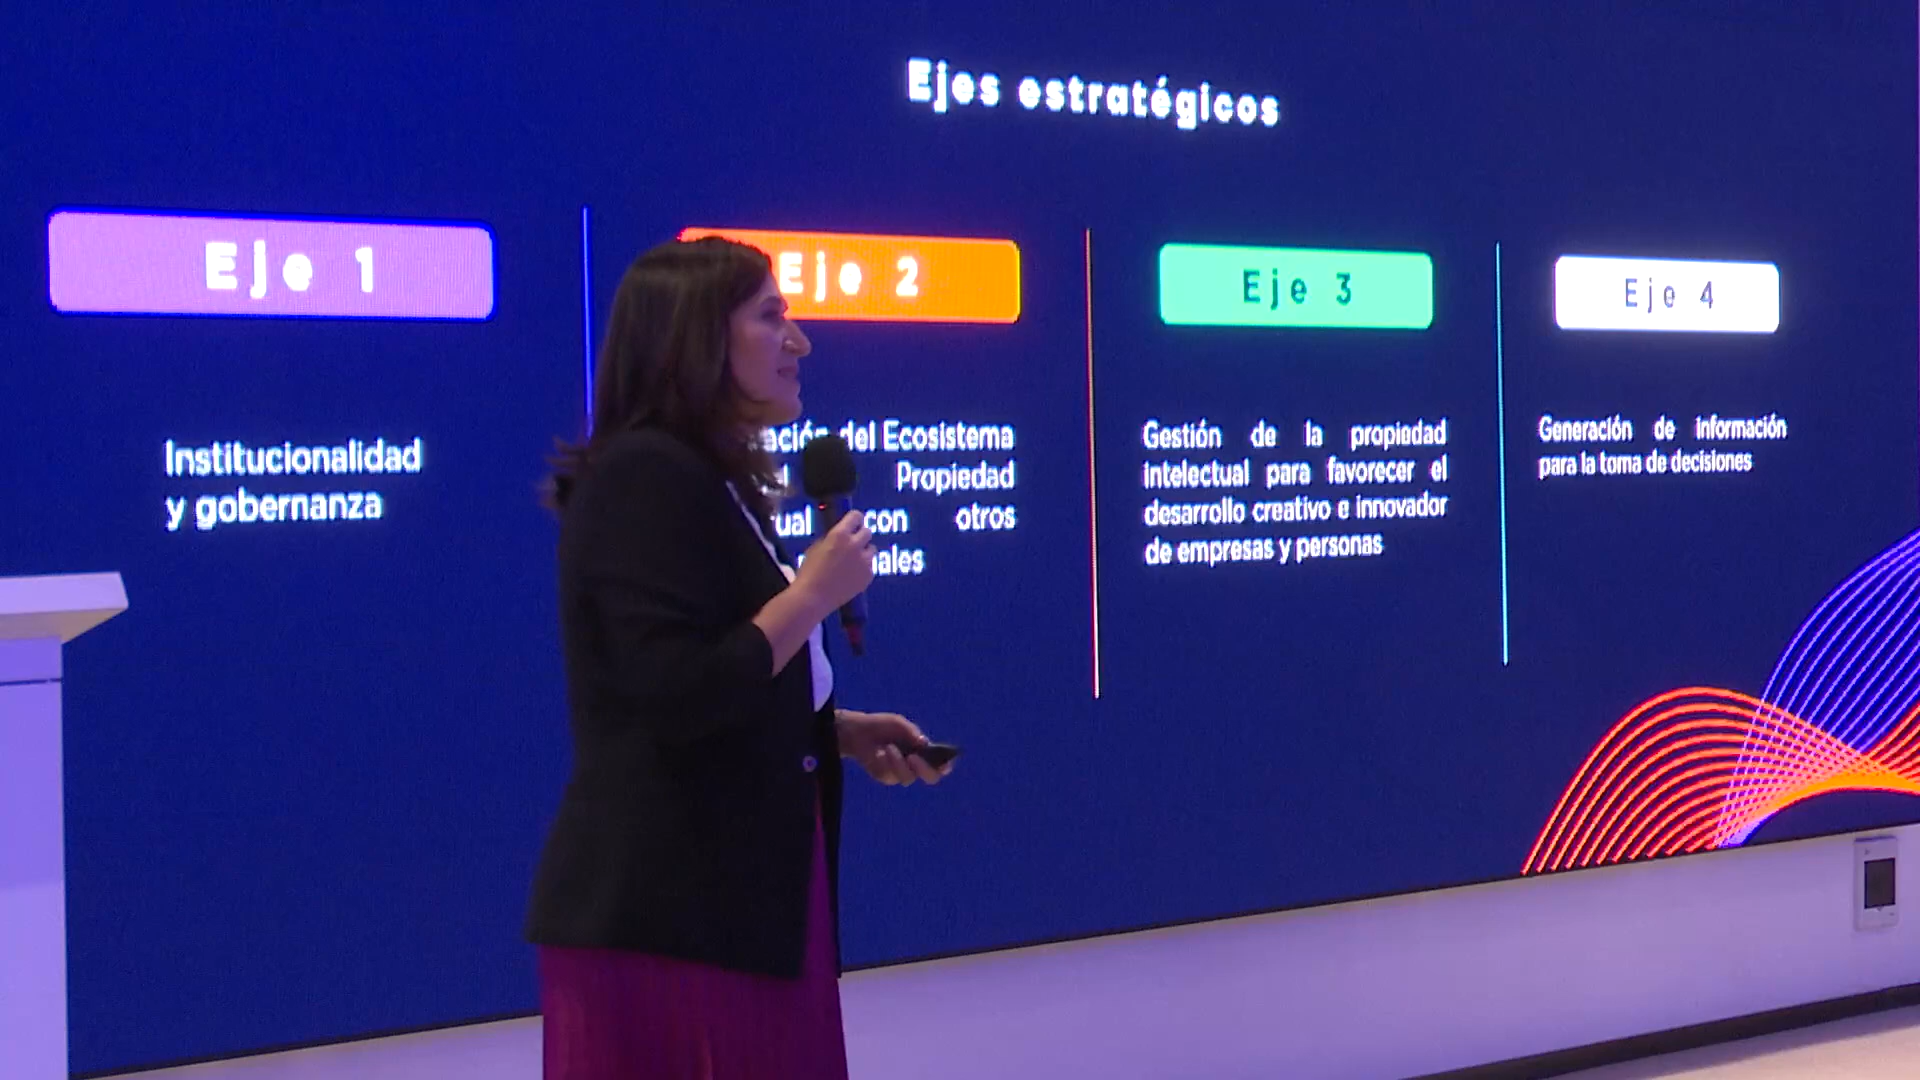 Ejes estratégicos
Eje 1
Institucionalidad
y gobernanza
Eje 2
del Ecosistema
Propiedad
con otros
Eje 3
Gestión de la propiedad
intelectual para favorecer el
desarrollo creativo e innovador
de empresas y personas
Eje 4
Generación de información
para la toma de decisiones